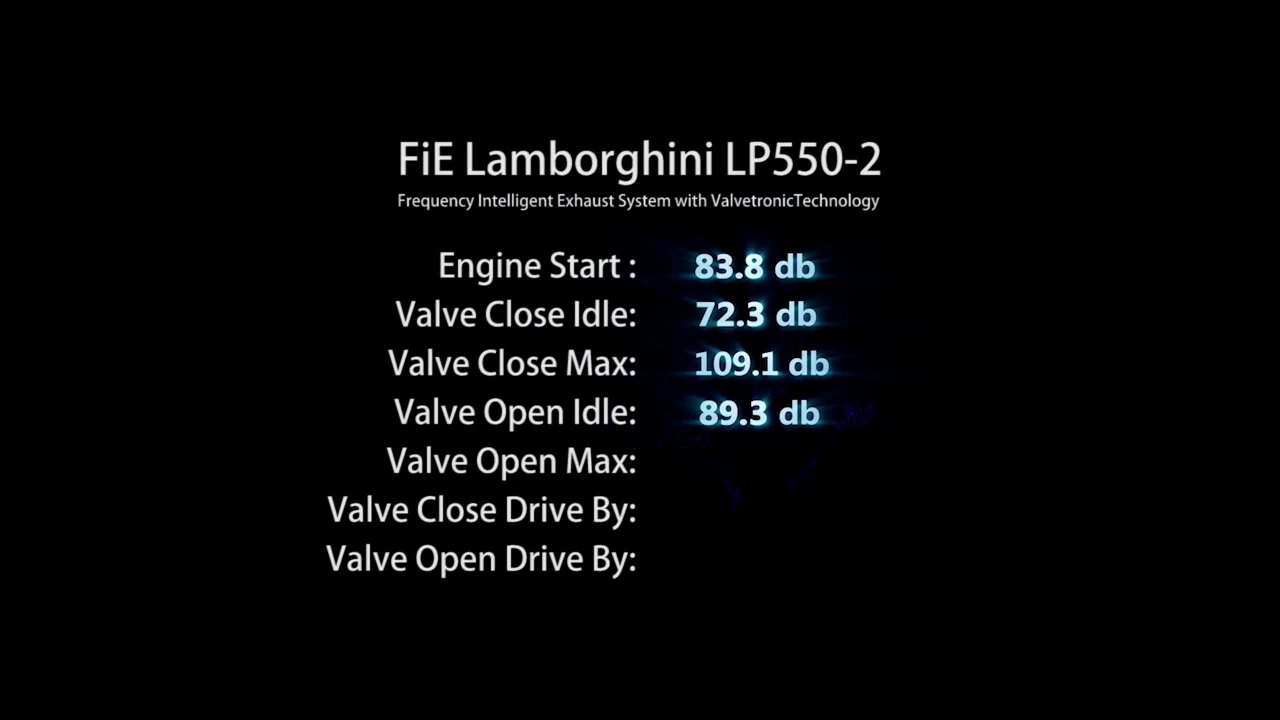 FiE Lamborghini LP550-2
Frequency Intelligent Exhaust System with ValvetronicTechnology
Engine Start : 83.8 db
Valve Close Idle: 72.3 db
Valve Close Max: 109.1 db
Valve Open Idle: 89.3 db
Valve Open Max:
Valve Close Drive By:
Valve Open Drive By: